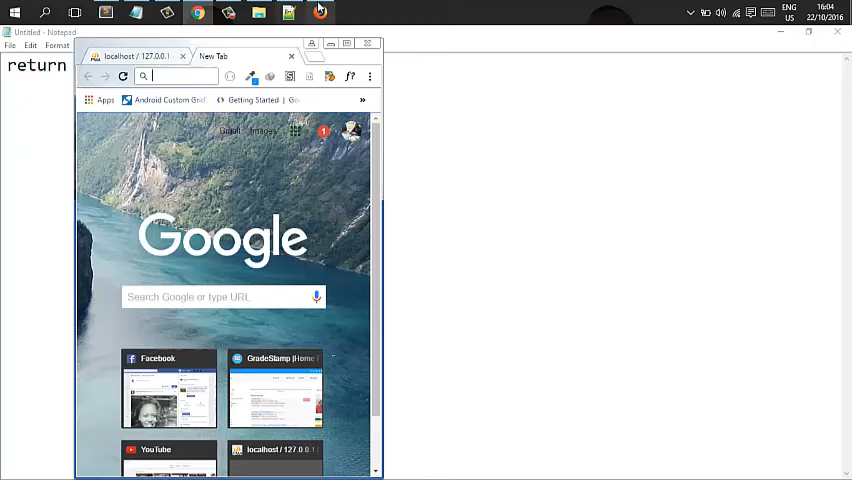 16:04
ENG
US
22/10/2016
Untitled - Notepad
File Edit Format
return
localhost / 127.0.0.1
New Tab
f?
Apps
Android Custom Grid
Getting Started |
Gmail Images
1
Google
Search Google or type URL
Facebook
GradeStamp |Home |
YouTube
localhost / 127.0.0.1 |